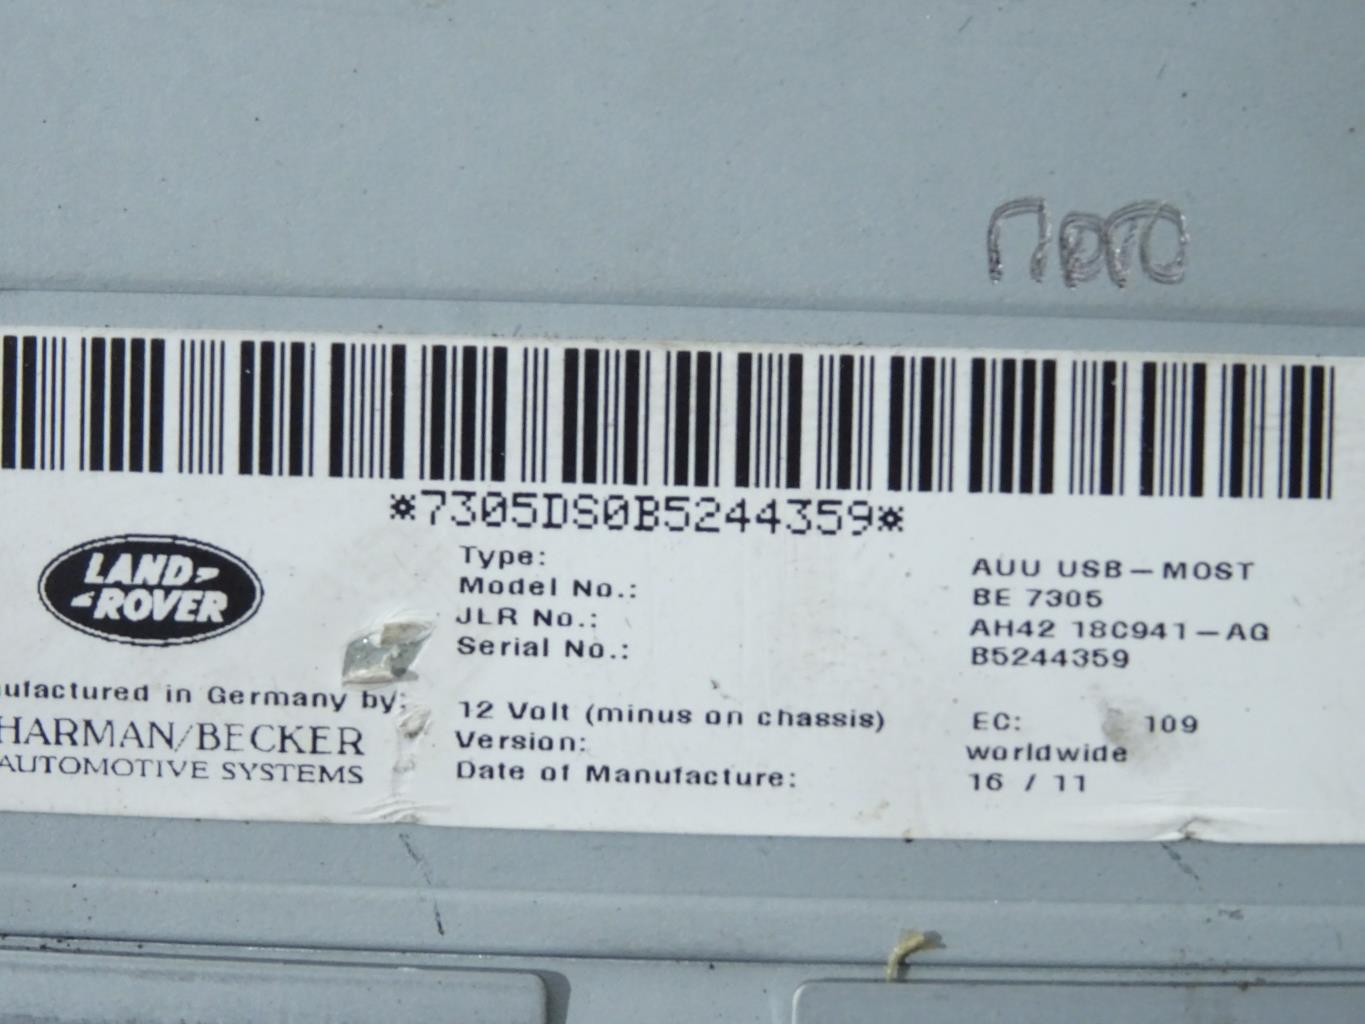 пото
*7305DS0B5244359*
LAND
ROVER
Type: AUU USB-MOST
Model No.: BE 7305
JLR No.: AH42 18C941-AG
Serial No.: B5244359
nufactured in Germany by:
HARMAN/BECKER
AUTOMOTIVE SYSTEMS
12 Volt (minus on chassis) EC: 109
Version: worldwide
Date of Manufacture: 16 / 11